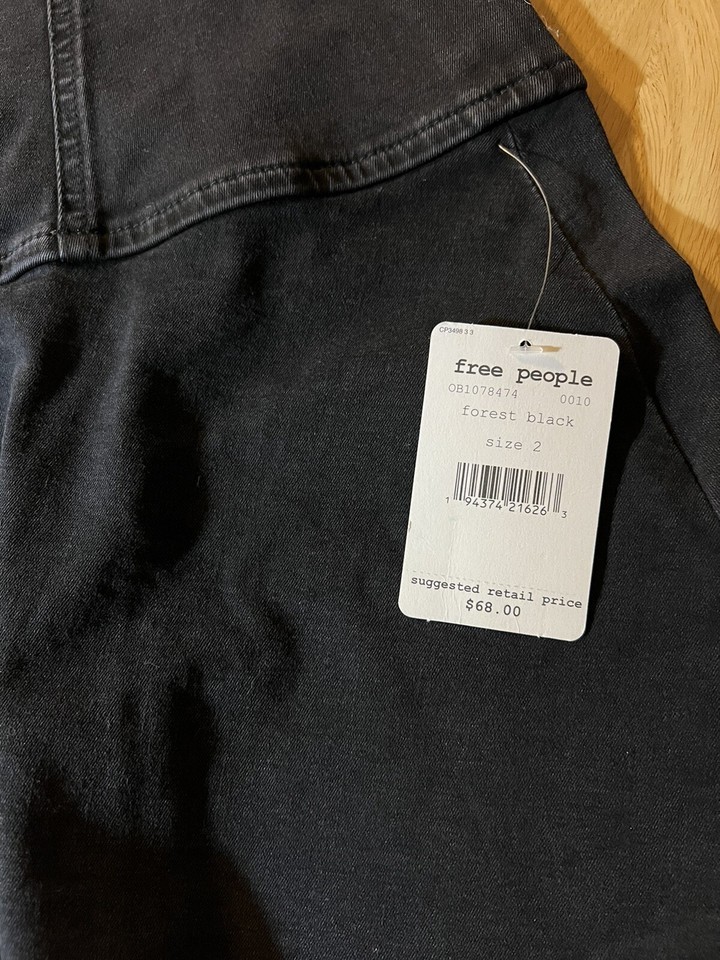 CP3498 3 3
free people
OB1078474 0010
forest black
size 2
1 94374 21626 3
suggested retail price
$68.00